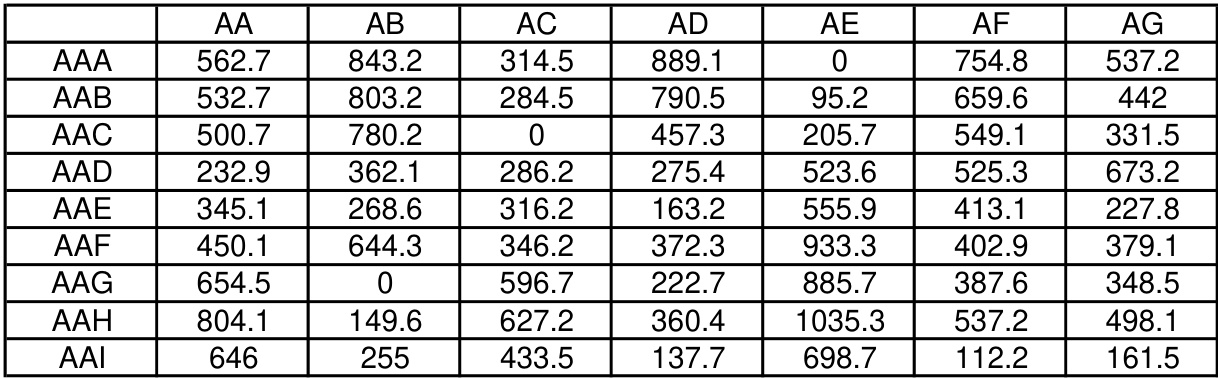 AA AB AC AD AE AF AG
AAA 562.7 843.2 314.5 889.1 0 754.8 537.2
AAB 532.7 803.2 284.5 790.5 95.2 659.6 442
AAC 500.7 780.2 0 457.3 205.7 549.1 331.5
AAD 232.9 362.1 286.2 275.4 523.6 525.3 673.2
AAE 345.1 268.6 316.2 163.2 555.9 413.1 227.8
AAF 450.1 644.3 346.2 372.3 933.3 402.9 379.1
AAG 654.5 0 596.7 222.7 885.7 387.6 348.5
AAH 804.1 149.6 627.2 360.4 1035.3 537.2 498.1
AAI 646 255 433.5 137.7 698.7 112.2 161.5